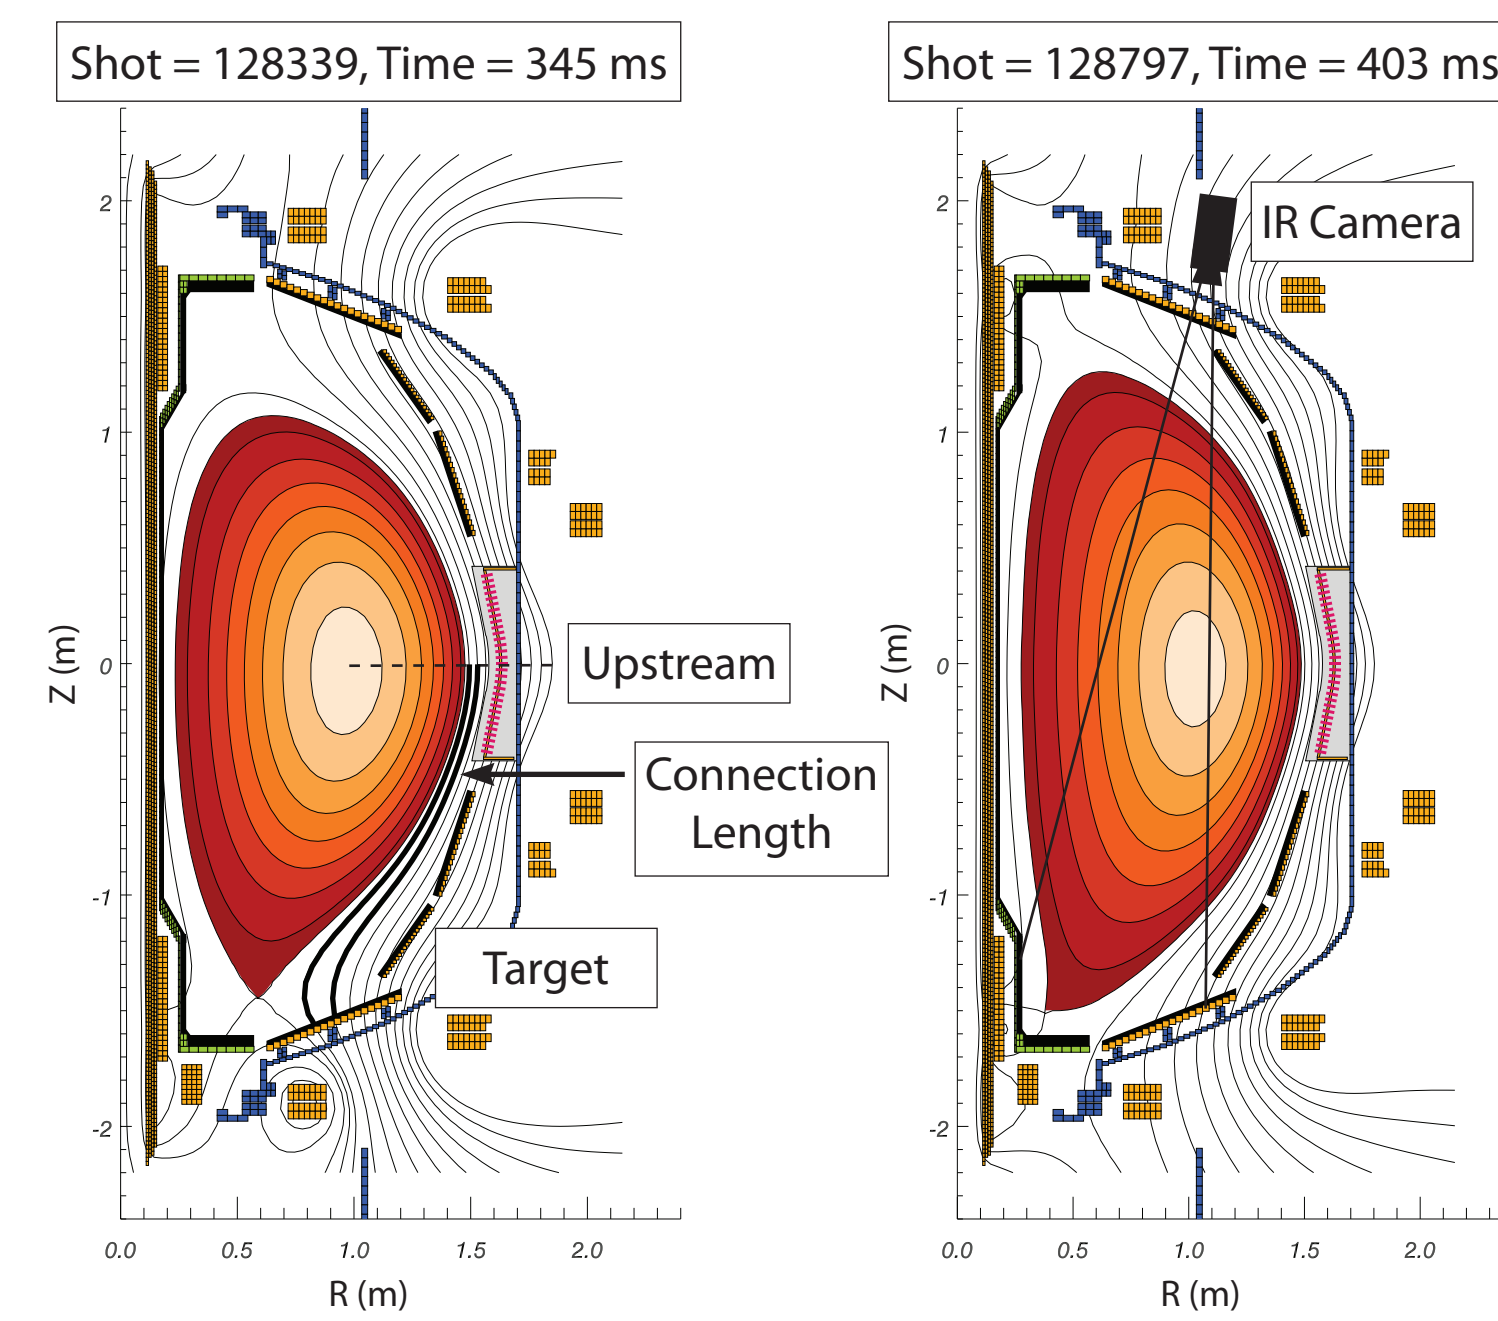 Shot = 128339, Time = 345 ms
Shot = 128797, Time = 403 ms
IR Camera
2
1
0
-1
-2
Z (m)
Upstream
Connection
Length
Target
2
1
0
-1
-2
Z (m)
0.0 0.5 1.0 1.5 2.0
R (m)
0.0 0.5 1.0 1.5 2.0
R (m)